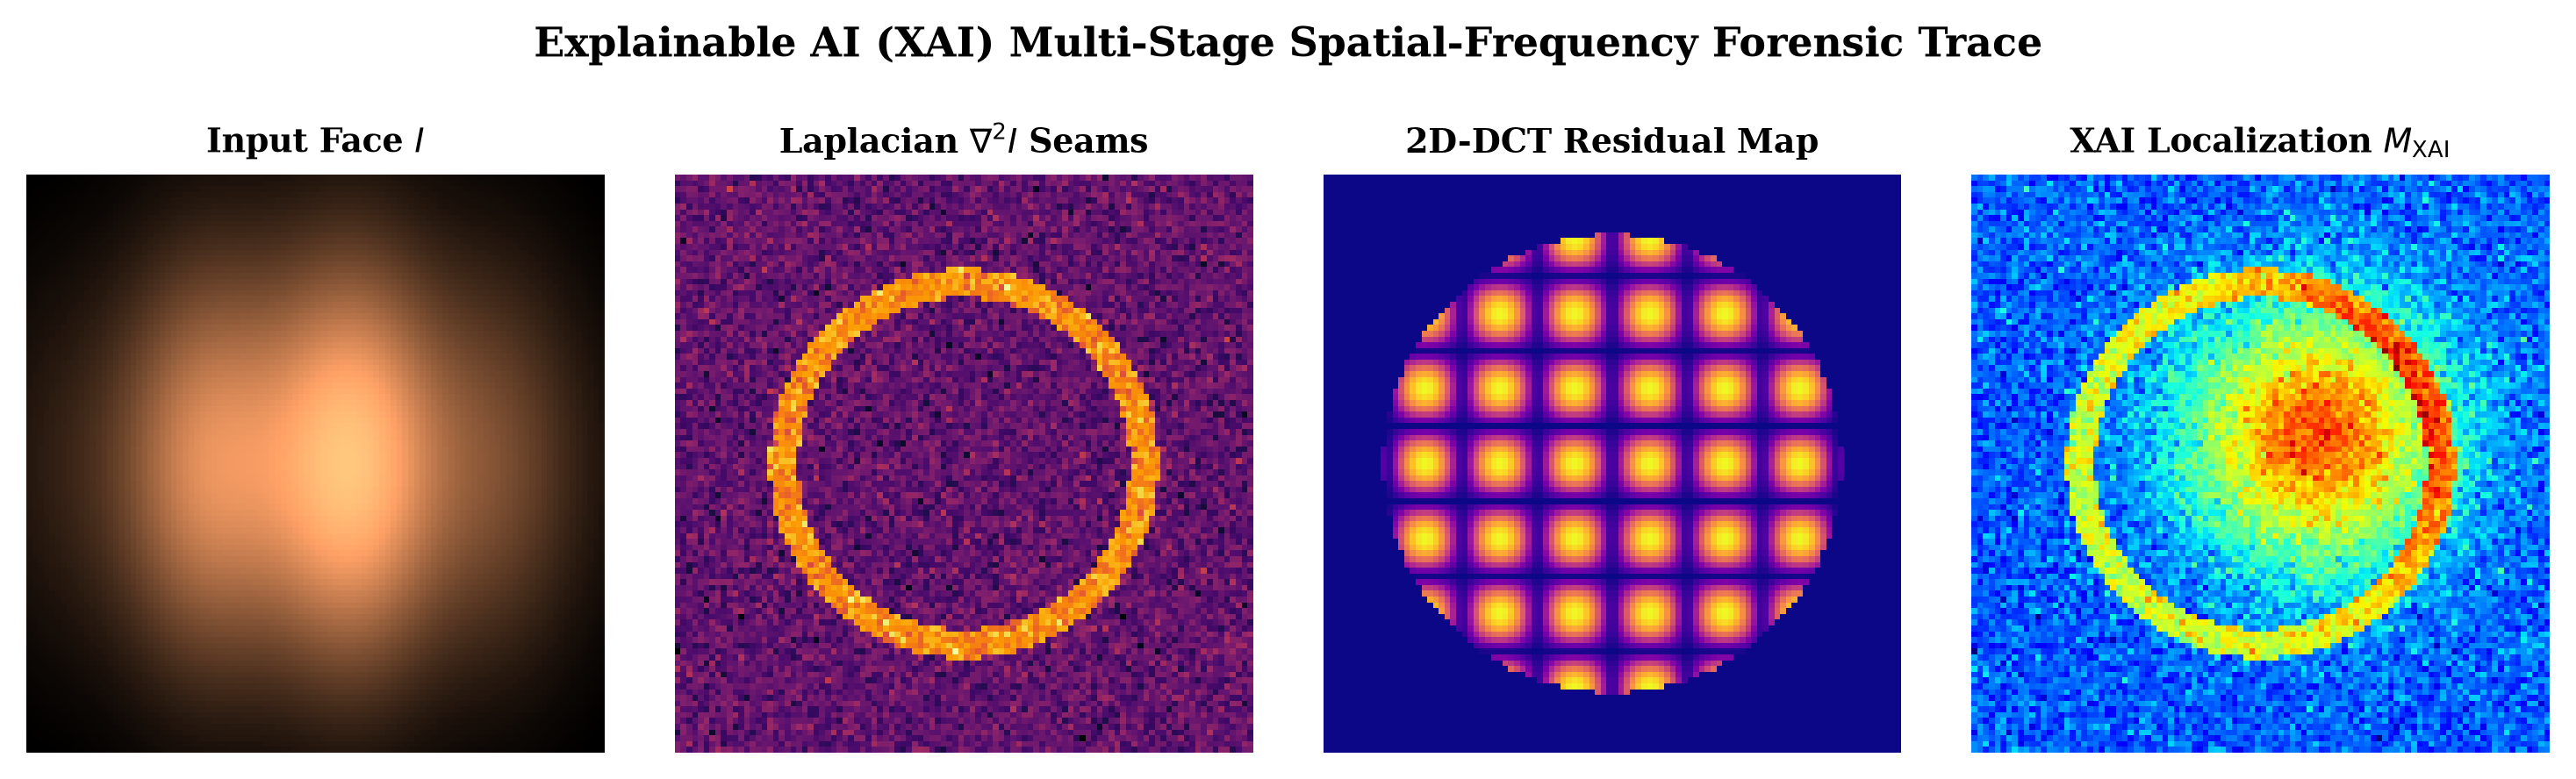 Explainable AI (XAI) Multi-Stage Spatial-Frequency Forensic Trace
Input Face I
Laplacian ∇²I Seams
2D-DCT Residual Map
XAI Localization M_XAI